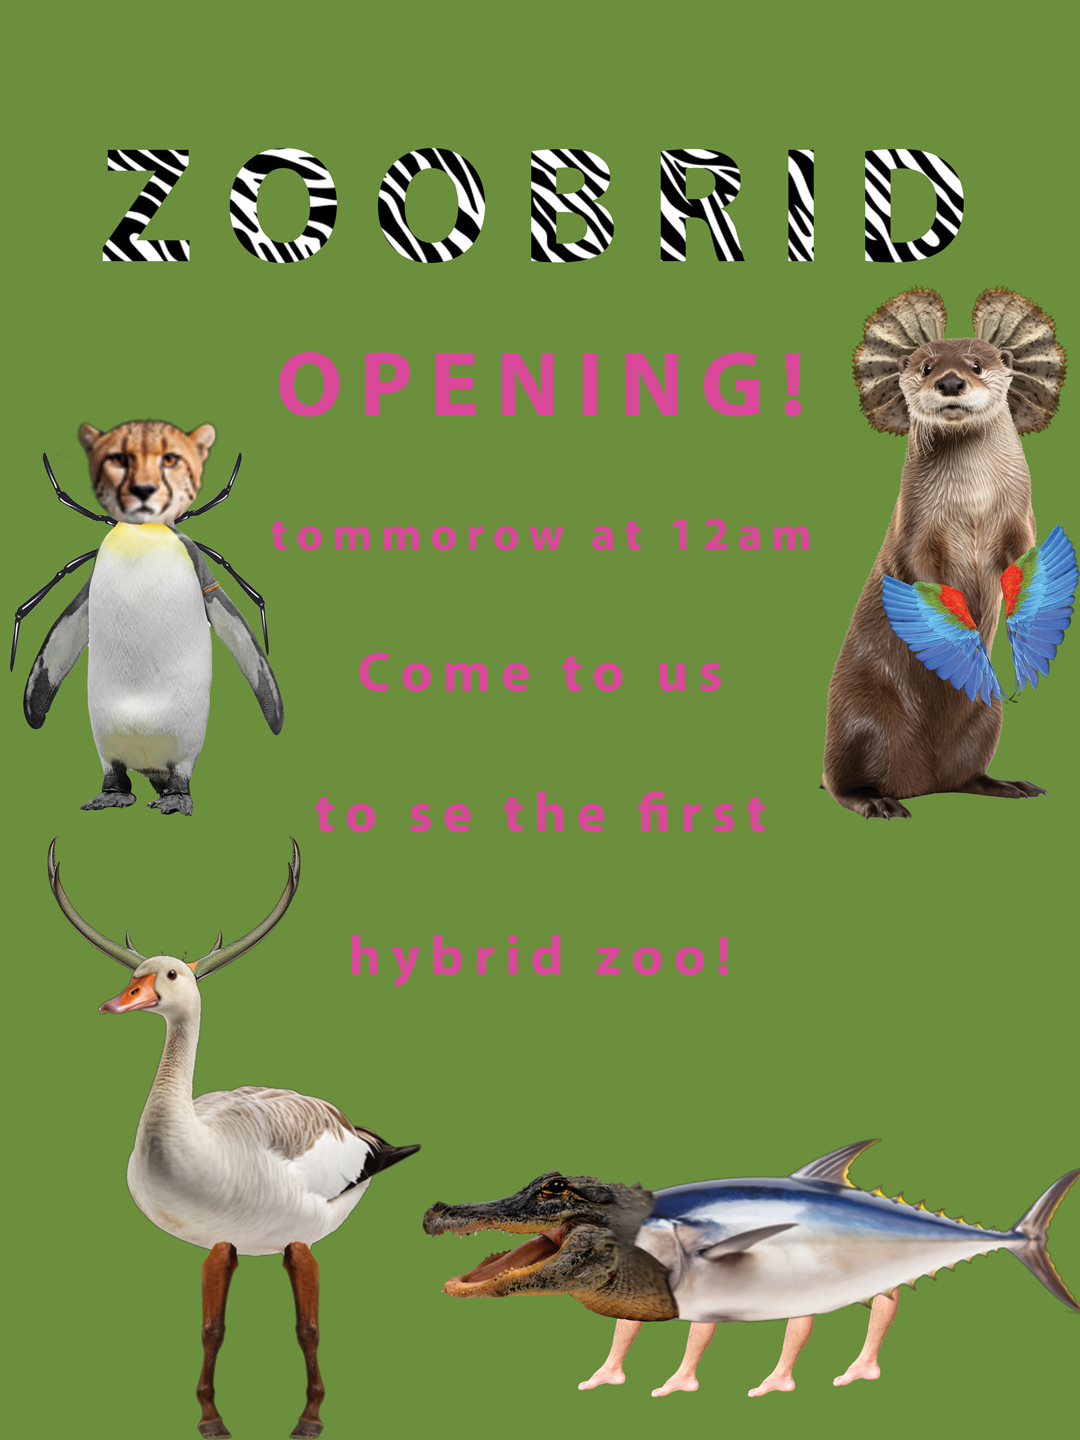 ZOOBRID
OPENING!
tommorow at 12am
Come to us
to se the first
hybrid zoo!